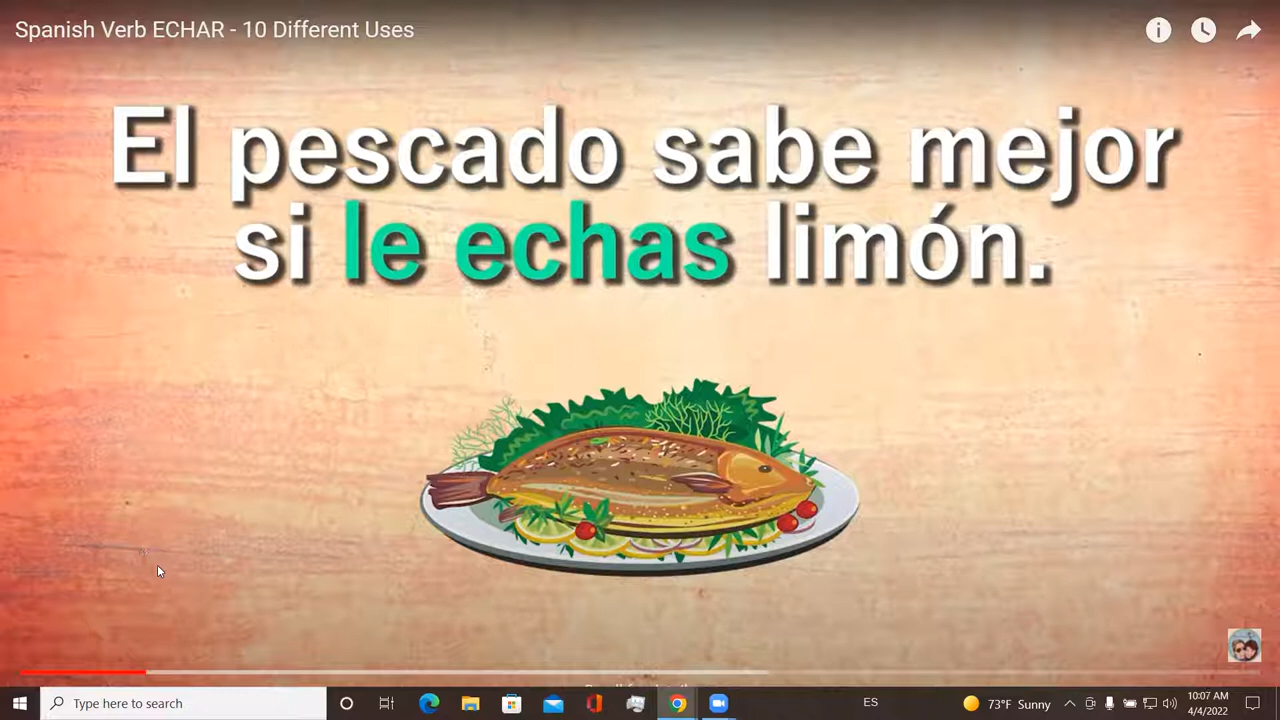 Spanish Verb ECHAR - 10 Different Uses
El pescado sabe mejor
si le echas limón.
Type here to search
ES
73°F Sunny
10:07 AM
4/4/2022